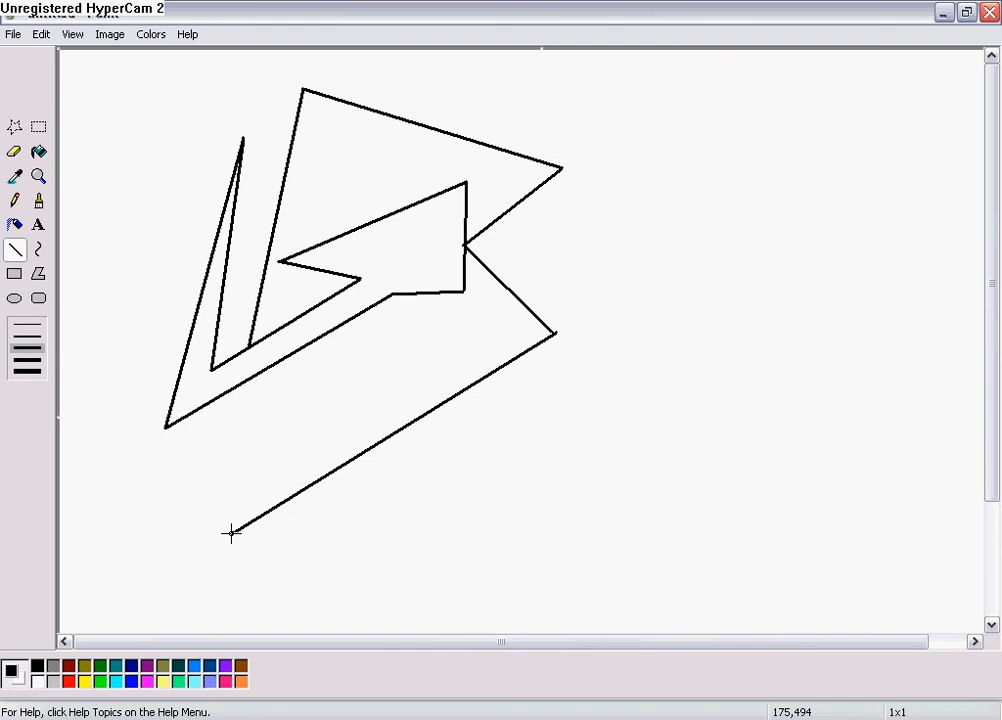 Unregistered HyperCam 2
File Edit View Image Colors Help
A
For Help, click Help Topics on the Help Menu.
175,494
1x1